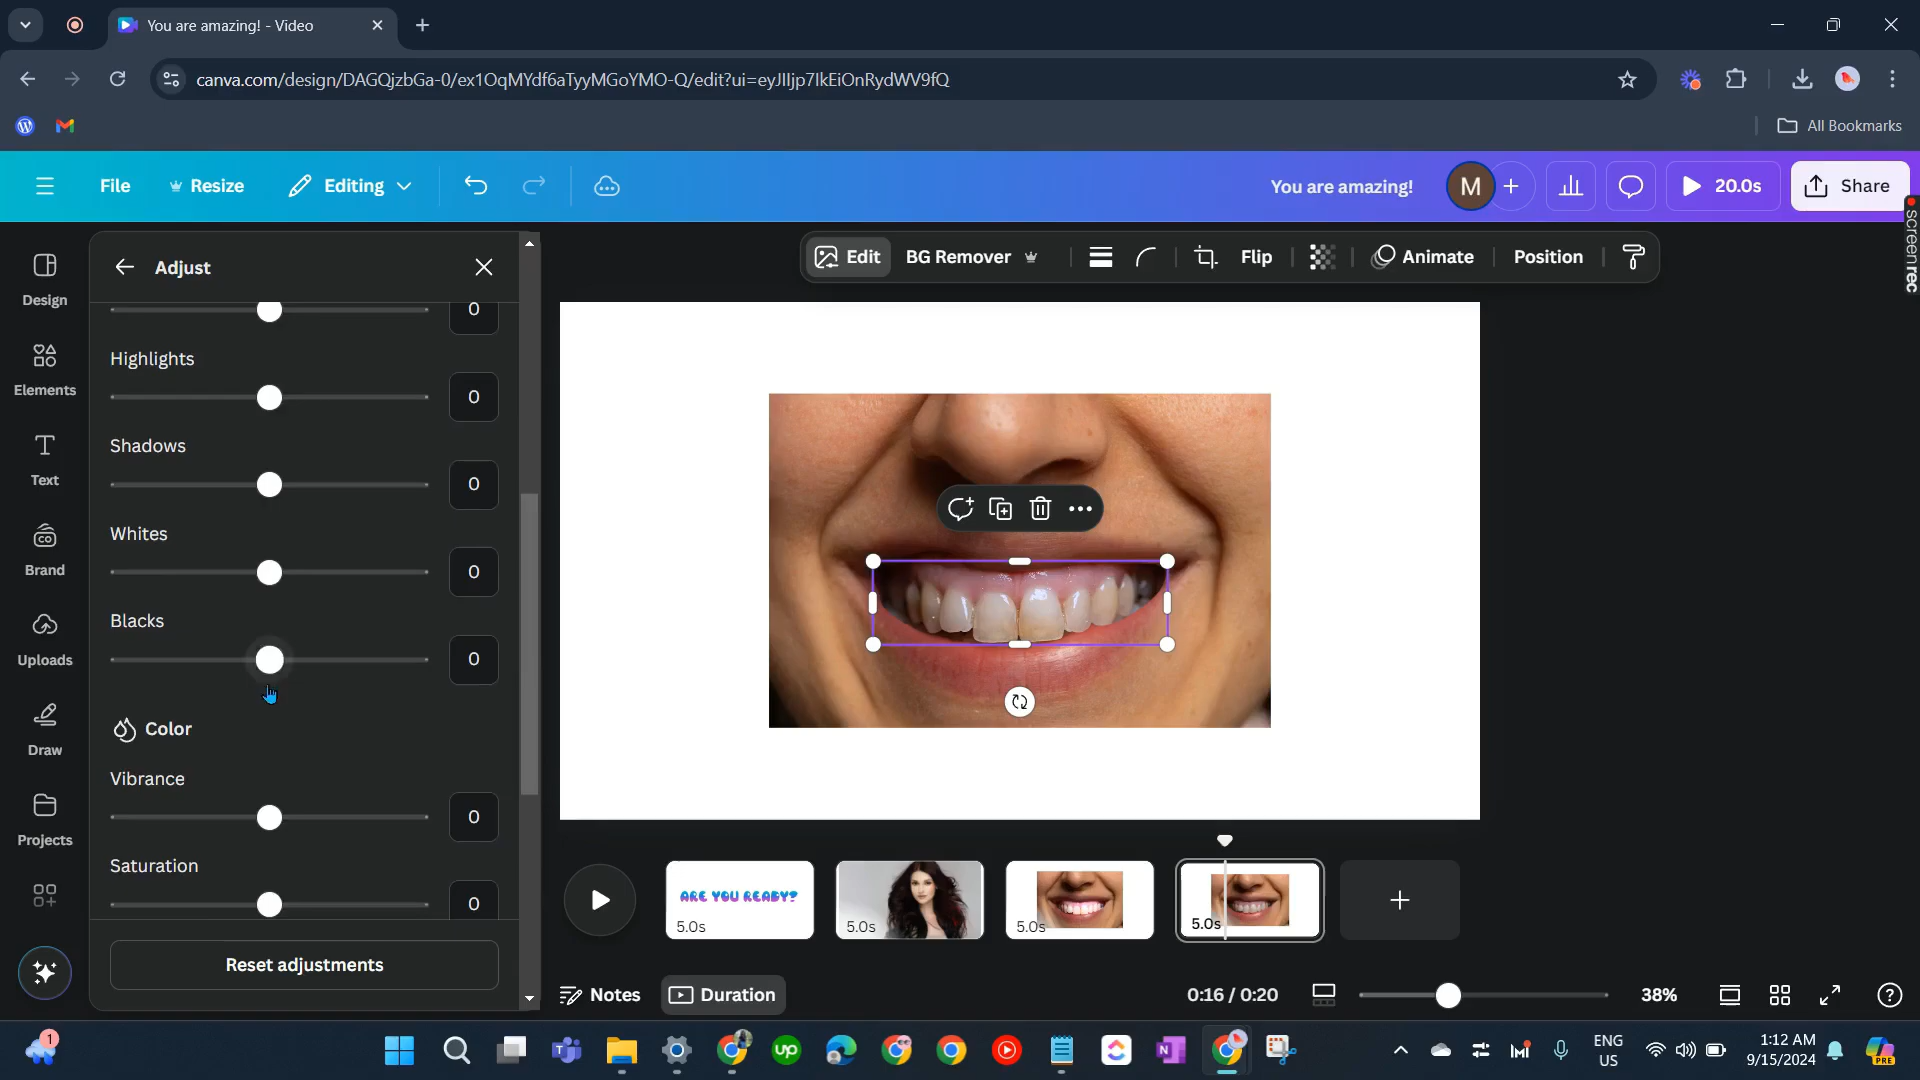 You are amazing! - Video
canva.com/design/DAGQjzbGa-0/ex1OqMYdf6aTyyMGoYMO-Q/edit?ui=eyJIljp7IkEiOnRydWV9fQ
All Bookmarks
File
Resize
Editing
You are amazing!
M
20.0s
Share
screenrec
Design
Elements
Text
Brand
Uploads
Draw
Projects
Adjust
0
Highlights
0
Shadows
0
Whites
0
Blacks
0
Color
Vibrance
0
Saturation
0
Reset adjustments
Edit
BG Remover
Flip
Animate
Position
ARE YOU READY?
5.0s
5.0s
5.0s
5.0s
Notes
Duration
0:16 / 0:20
38%
1
up
ENG
US
1:12 AM
9/15/2024
PRE